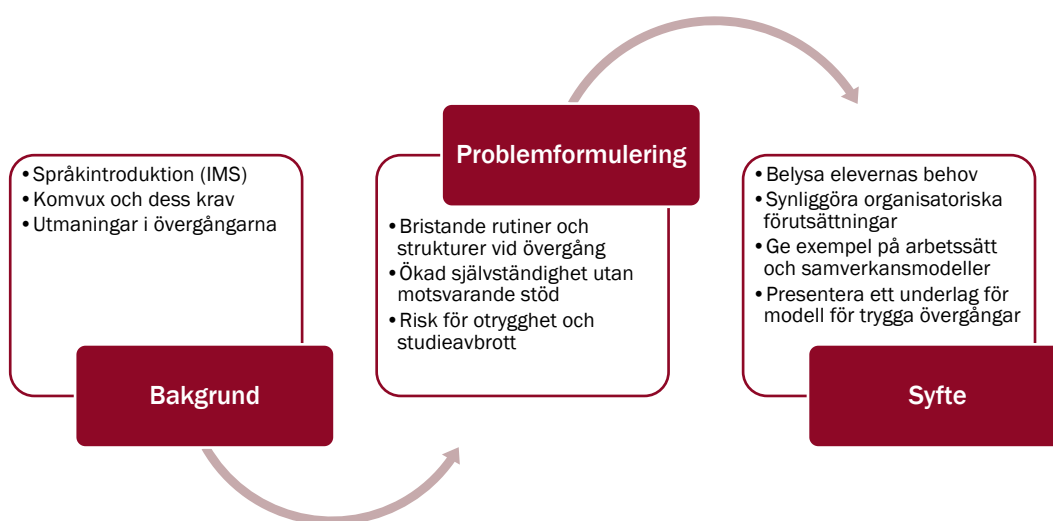 • Språkintroduktion (IMS)
• Komvux och dess krav
• Utmaningar i övergångarna
Bakgrund
Problemformulering
• Bristande rutiner och
strukturer vid övergång
• Ökad självständighet utan
motsvarande stöd
• Risk för otrygghet och
studieavbrott
• Belysa elevernas behov
• Synliggöra organisatoriska
förutsättningar
• Ge exempel på arbetssätt
och samverkansmodeller
• Presentera ett underlag för
modell för trygga övergångar
Syfte